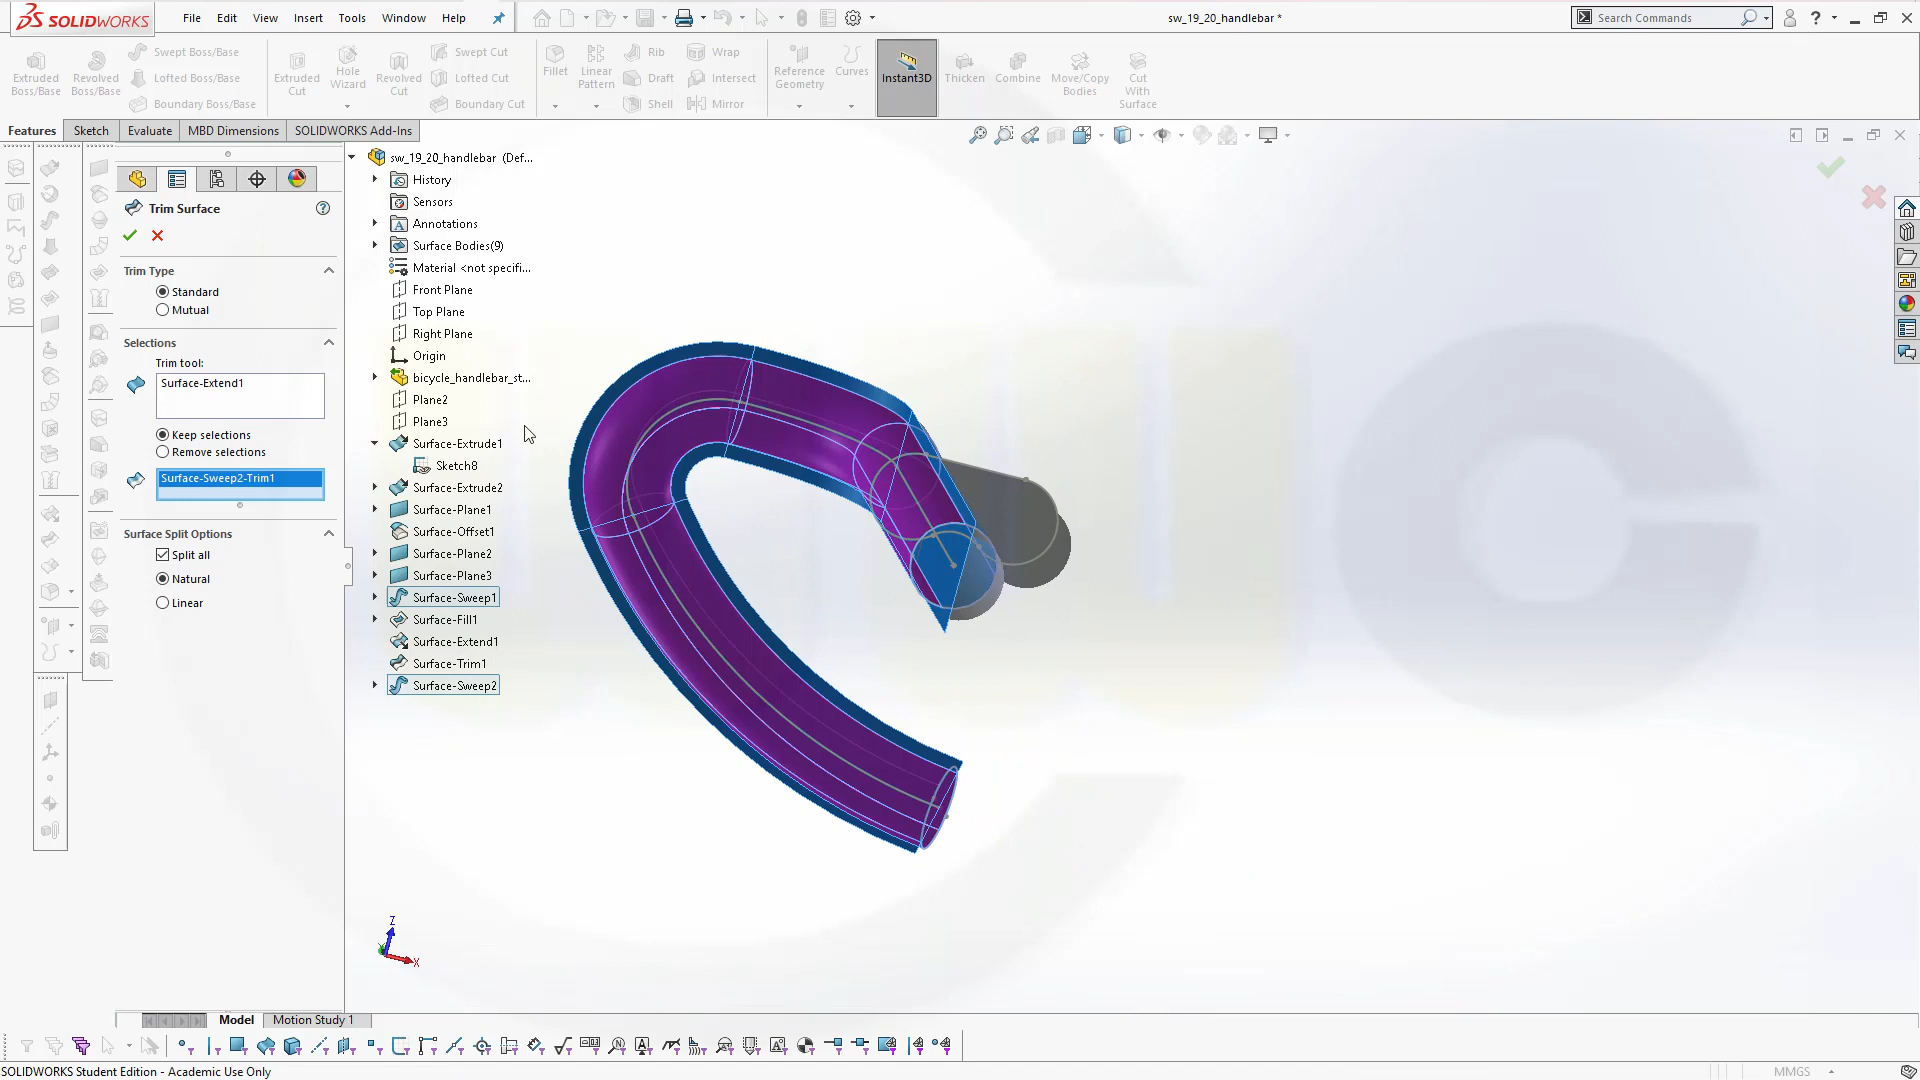 SOLIDWORKS File Edit View Insert Tools Window Help sw_19_20_handlebar * Search Commands
Extruded Boss/Base
Revolved Boss/Base
Swept Boss/Base
Lofted Boss/Base
Boundary Boss/Base
Extruded Cut
Hole Wizard
Revolved Cut
Swept Cut
Lofted Cut
Boundary Cut
Fillet
Linear Pattern
Rib
Draft
Shell
Wrap
Intersect
Mirror
Reference Geometry
Curves
Instant3D
Thicken
Combine
Move/Copy Bodies
Cut With Surface
Features Sketch Evaluate MBD Dimensions SOLIDWORKS Add-Ins
Trim Surface
Trim Type
Standard
Mutual
Selections
Trim tool:
Surface-Extend1
Keep selections
Remove selections
Surface-Sweep2-Trim1
Surface Split Options
Split all
Natural
Linear
sw_19_20_handlebar (Def...
History
Sensors
Annotations
Surface Bodies(9)
Material <not specifi...
Front Plane
Top Plane
Right Plane
Origin
bicycle_handlebar_st...
Plane2
Plane3
Surface-Extrude1
Sketch8
Surface-Extrude2
Surface-Plane1
Surface-Offset1
Surface-Plane2
Surface-Plane3
Surface-Sweep1
Surface-Fill1
Surface-Extend1
Surface-Trim1
Surface-Sweep2
Z
X
Model Motion Study 1
SOLIDWORKS Student Edition - Academic Use Only MMGS